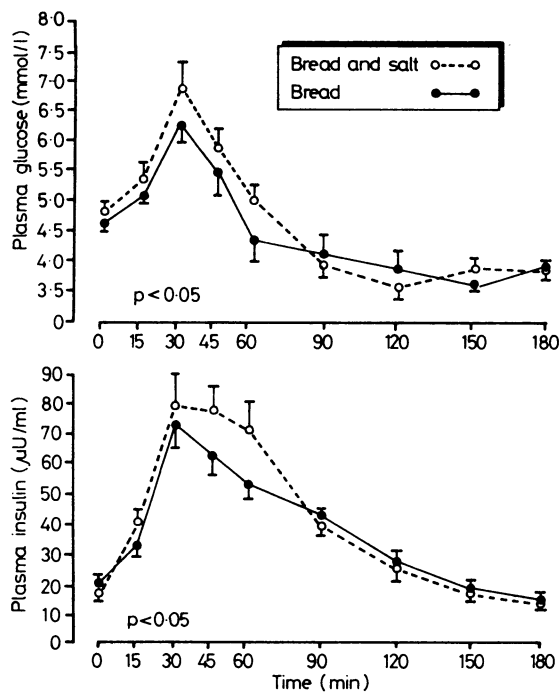 8·0
7·5
7·0
6·5
6·0
5·5
5·0
4·5
4·0
3·5
0
Plasma glucose (mmol/l)
Bread and salt
Bread
p<0·05
0 15 30 45 60 90 120 150 180
90
80
70
60
50
40
30
20
10
0
Plasma insulin (µU/ml)
p<0·05
0 15 30 45 60 90 120 150 180
Time (min)